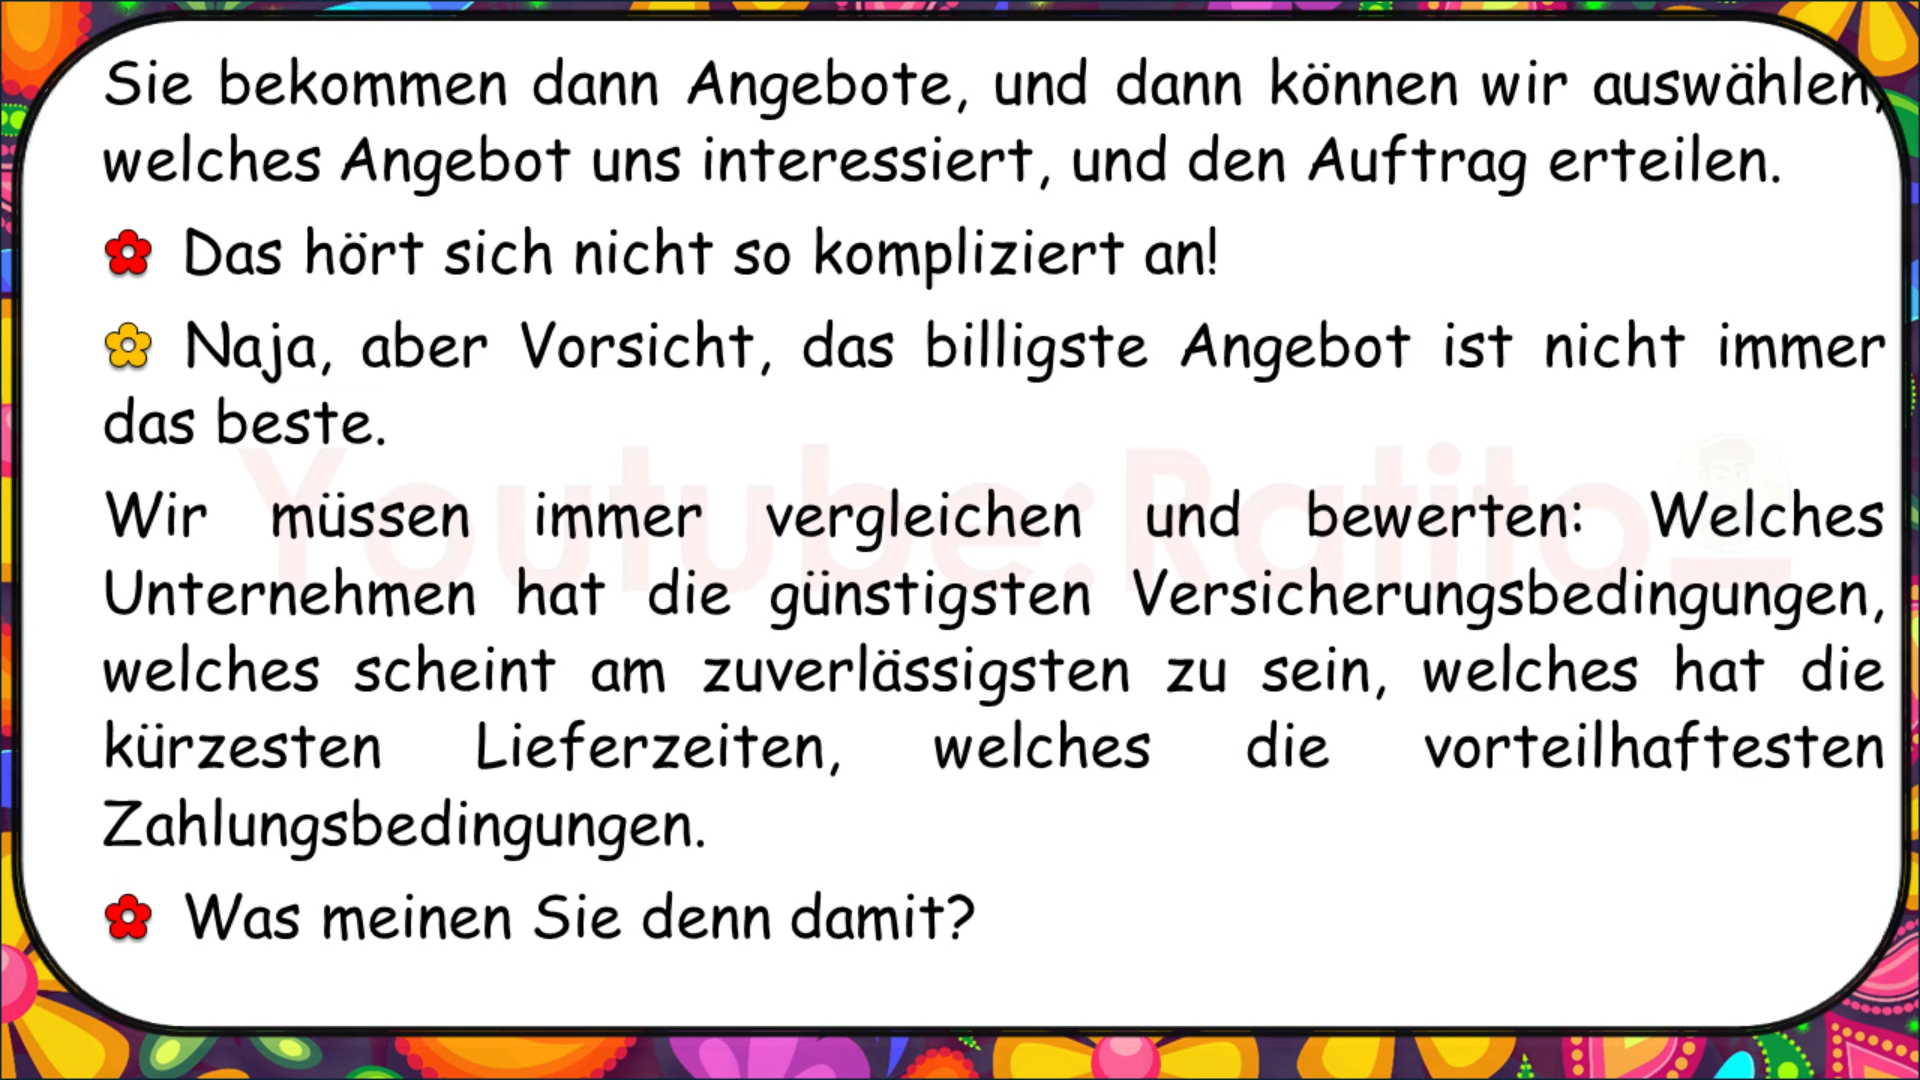 Sie bekommen dann Angebote, und dann können wir auswählen,
welches Angebot uns interessiert, und den Auftrag erteilen.
Das hört sich nicht so kompliziert an!
Naja, aber Vorsicht, das billigste Angebot ist nicht immer
das beste.
Youtube: Ratito
Wir müssen immer vergleichen und bewerten: Welches
Unternehmen hat die günstigsten Versicherungsbedingungen,
welches scheint am zuverlässigsten zu sein, welches hat die
kürzesten Lieferzeiten, welches die vorteilhaftesten
Zahlungsbedingungen.
Was meinen Sie denn damit?